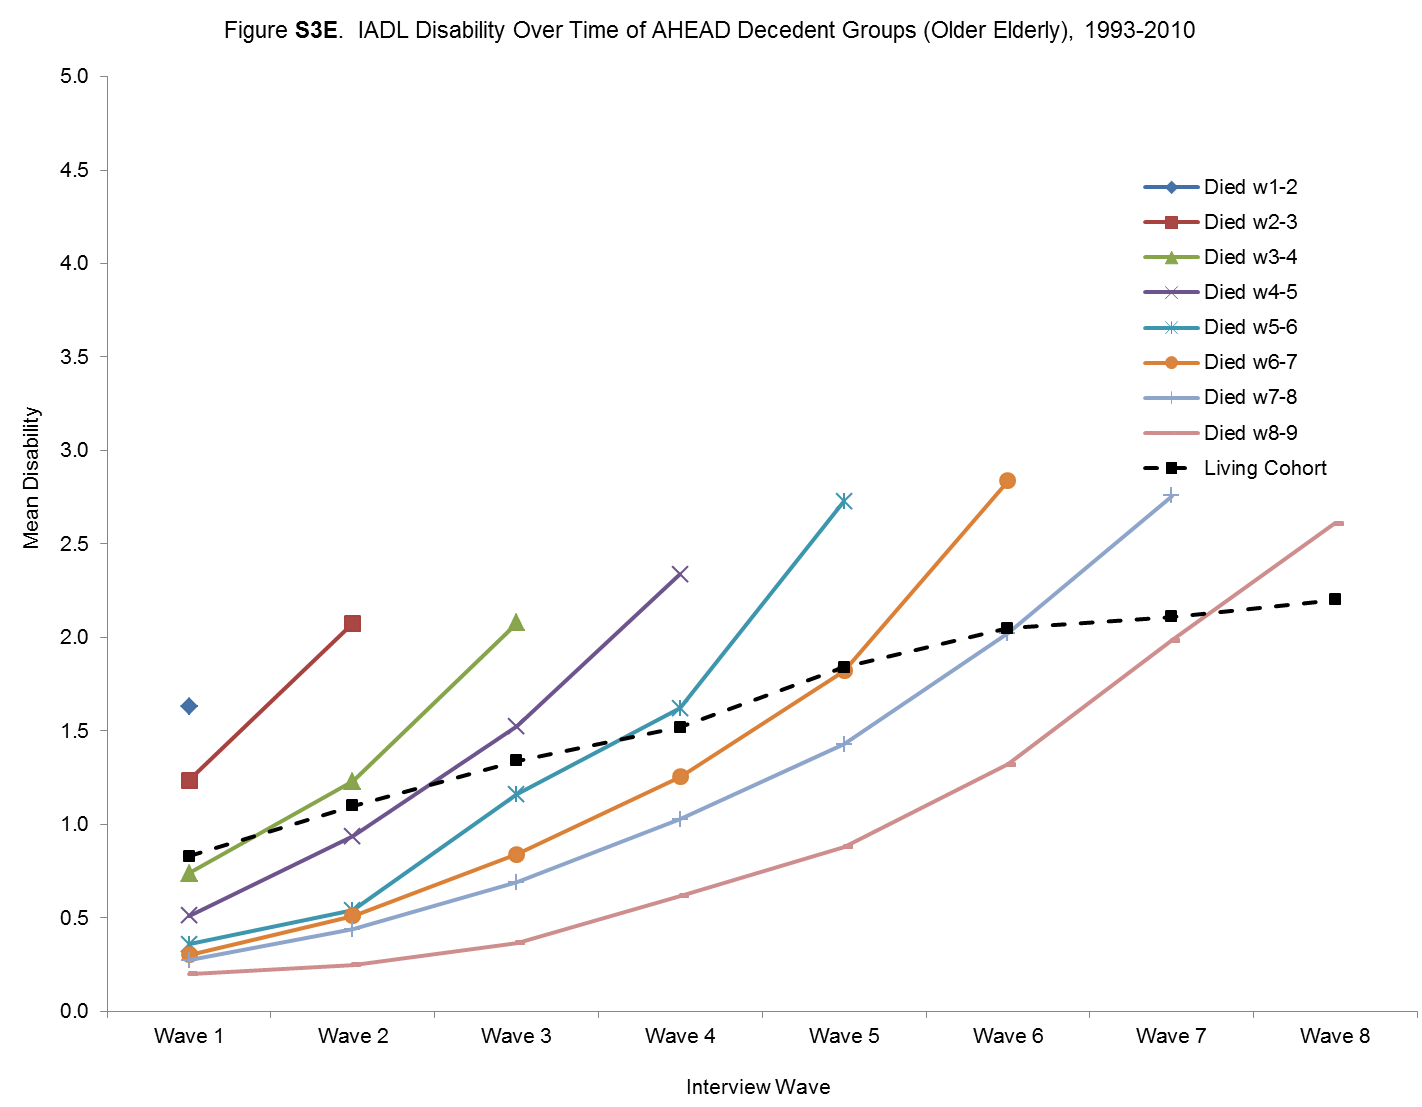 Figure S3E. IADL Disability Over Time of AHEAD Decedent Groups (Older Elderly), 1993-2010
5.0
4.5
4.0
3.5
3.0
2.5
2.0
1.5
1.0
0.5
0.0
Mean Disability
Died w1-2
Died w2-3
Died w3-4
Died w4-5
Died w5-6
Died w6-7
Died w7-8
Died w8-9
Living Cohort
Wave 1 Wave 2 Wave 3 Wave 4 Wave 5 Wave 6 Wave 7 Wave 8
Interview Wave